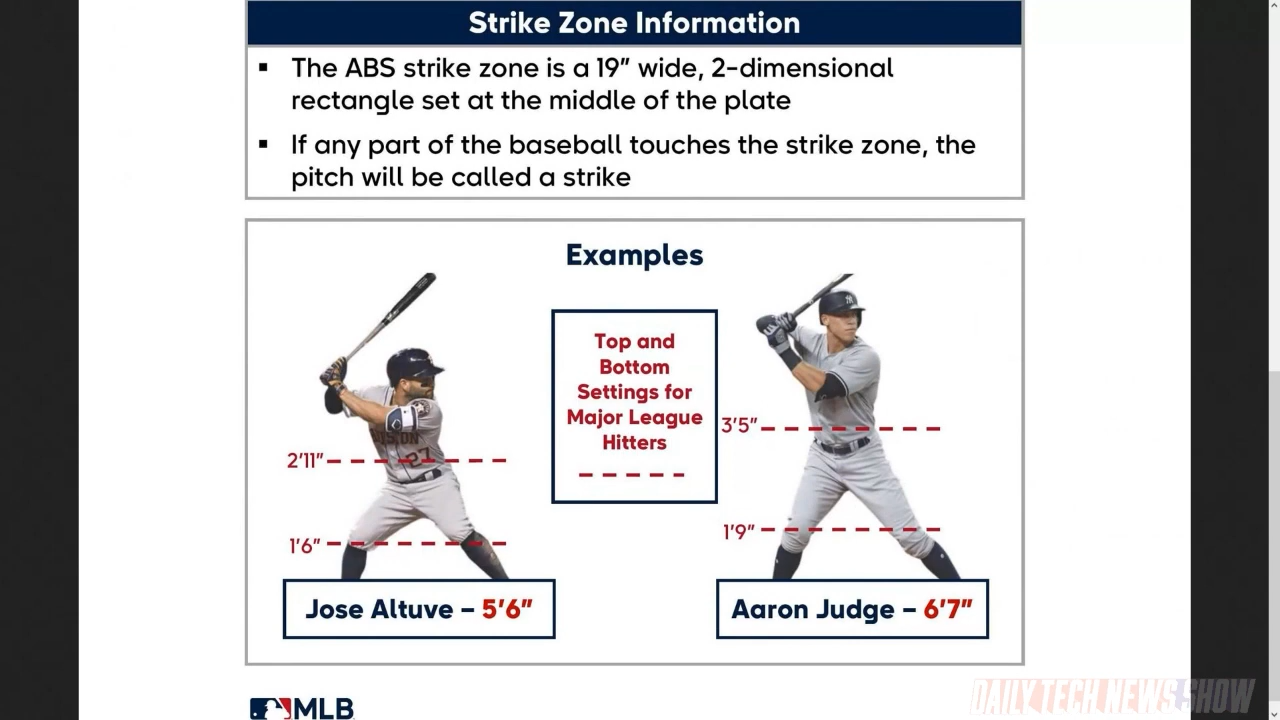 Strike Zone Information
▪ The ABS strike zone is a 19” wide, 2-dimensional
rectangle set at the middle of the plate
▪ If any part of the baseball touches the strike zone, the
pitch will be called a strike
Examples
Top and
Bottom
Settings for
Major League
Hitters
2’11”
1’6”
3’5”
1’9”
27
Jose Altuve – 5’6”
Aaron Judge – 6’7”
MLB
DAILY TECH NEWS SHOW